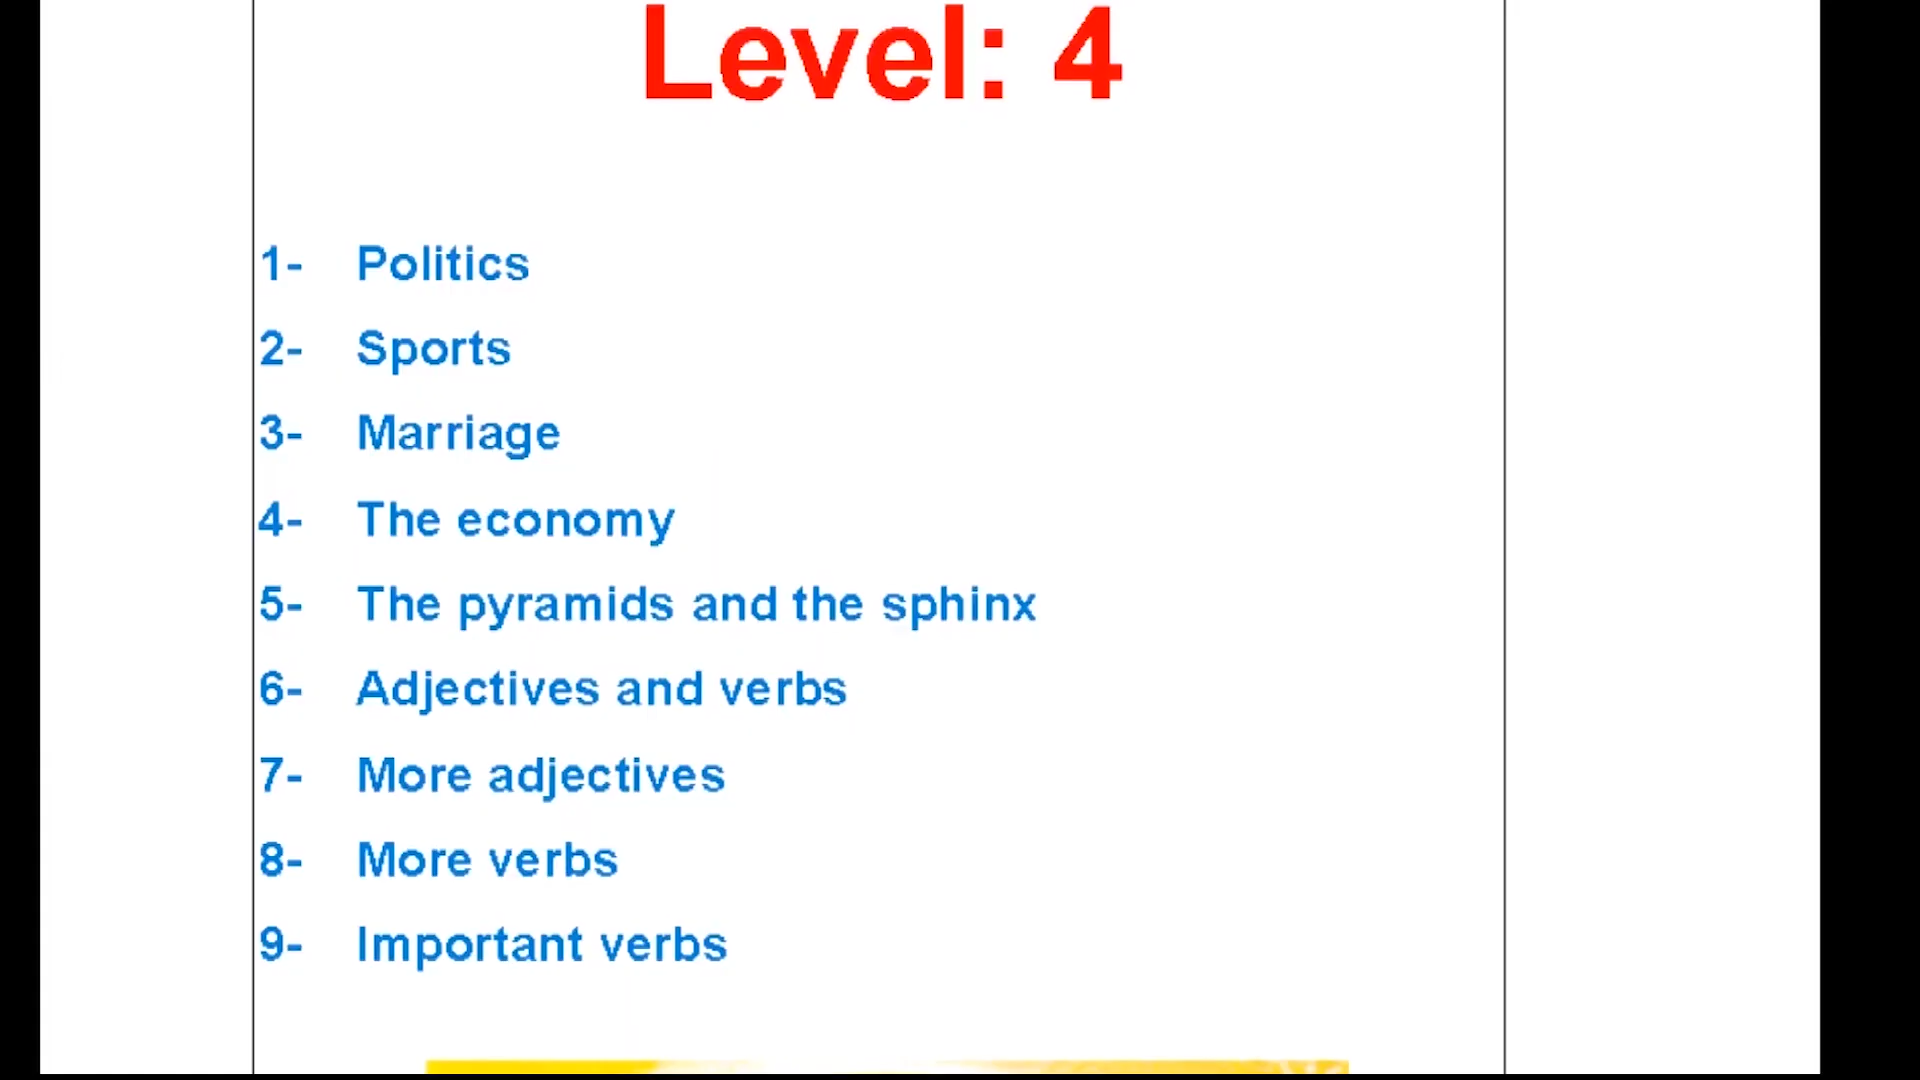 Level: 4
1- Politics
2- Sports
3- Marriage
4- The economy
5- The pyramids and the sphinx
6- Adjectives and verbs
7- More adjectives
8- More verbs
9- Important verbs